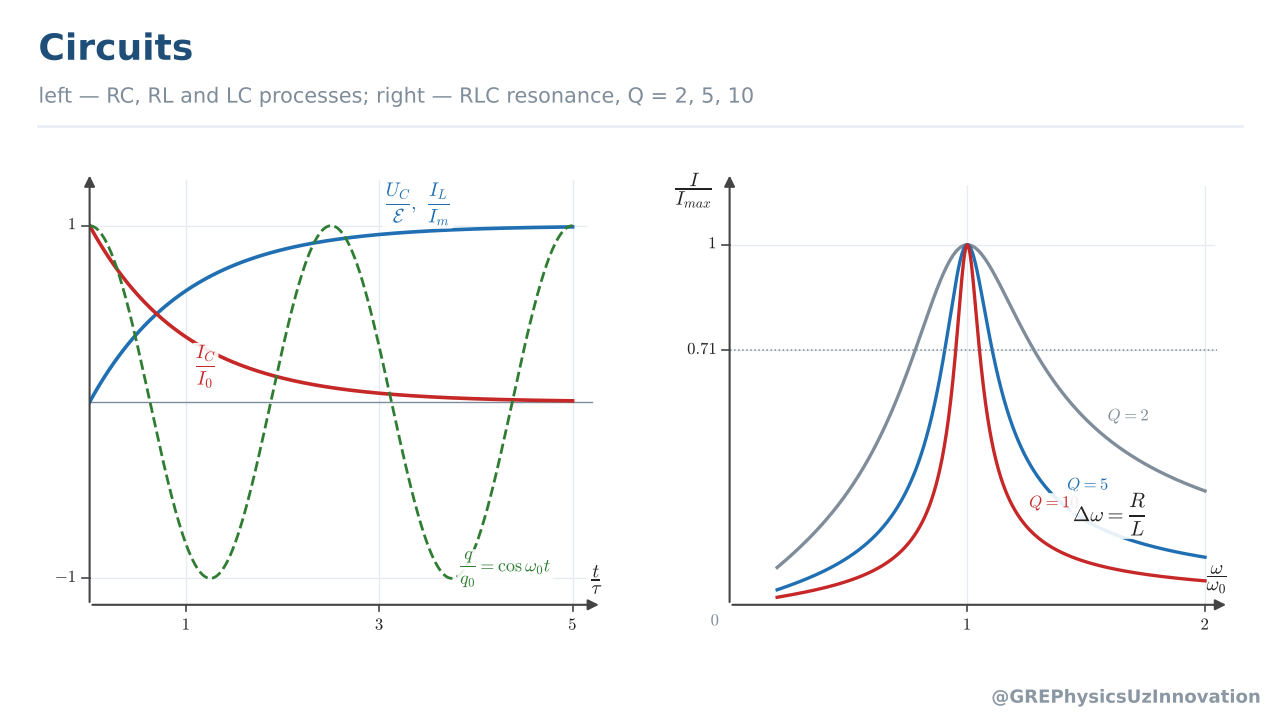 Circuits
left — RC, RL and LC processes; right — RLC resonance, Q = 2, 5, 10
U_C/ℰ, I_L/I_m
1
I_C/I_0
−1
q/q_0 = cos ω_0t
t/τ
1 3 5
I/I_max
1
0.71
Q = 2
Q = 5
Q = 1
Δω = R/L
ω/ω_0
0
1 2
@GREPhysicsUzInnovation